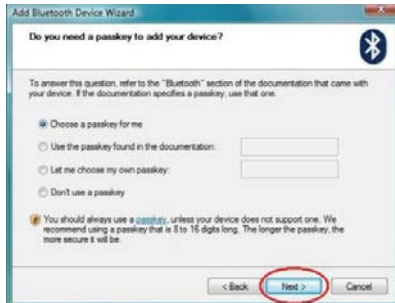 Add Bluetooth Device Wizard
Do you need a passkey to add your device?
To answer this question, refer to the "Bluetooth" section of the documentation that came with
your device. If the documentation specifies a passkey, use that one.
Choose a passkey for me
Use the passkey found in the documentation:
Let me choose my own passkey:
Don't use a passkey
You should always use a passkey, unless your device does not support one. We
recommend using a passkey that is 8 to 16 digits long. The longer the passkey, the
more secure it will be.
< Back
Next >
Cancel